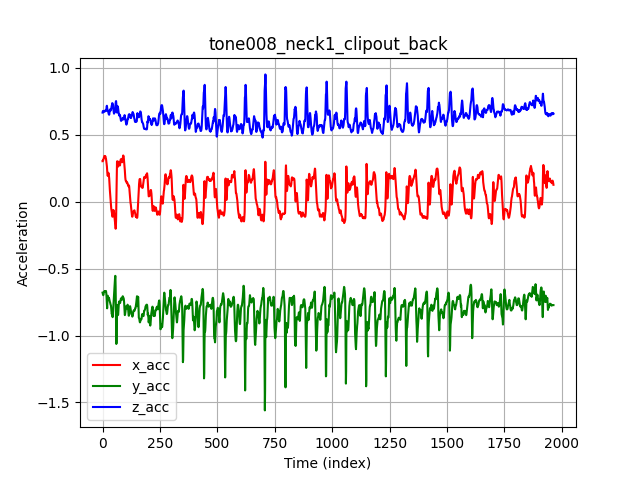 tone008_neck1_clipout_back
1.0
0.5
0.0
−0.5
−1.0
−1.5
Acceleration
x_acc
y_acc
z_acc
0 250 500 750 1000 1250 1500 1750 2000
Time (index)